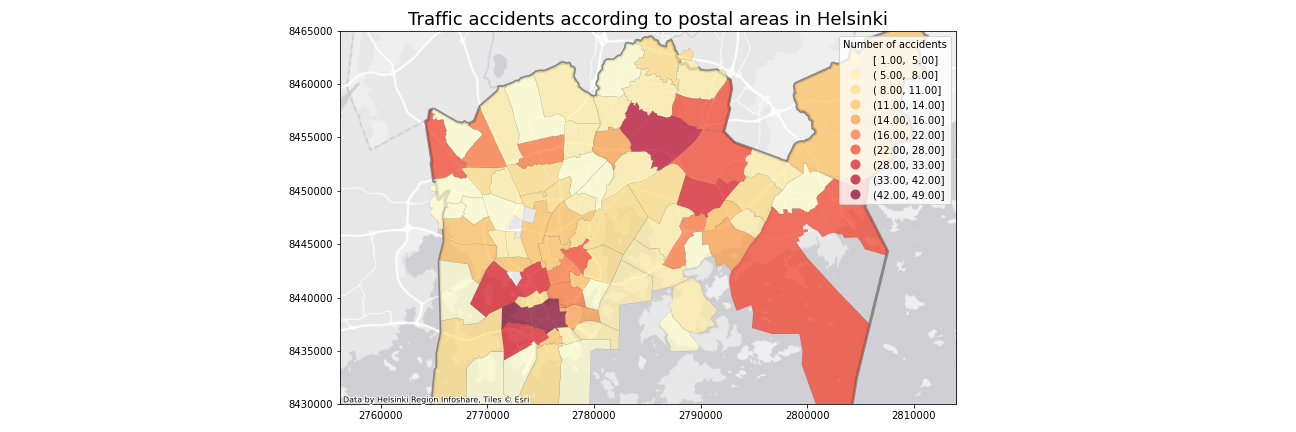 Traffic accidents according to postal areas in Helsinki
8465000
8460000
8455000
8450000
8445000
8440000
8435000
8430000
Number of accidents
[ 1.00, 5.00]
( 5.00, 8.00]
( 8.00, 11.00]
(11.00, 14.00]
(14.00, 16.00]
(16.00, 22.00]
(22.00, 28.00]
(28.00, 33.00]
(33.00, 42.00]
(42.00, 49.00]
Data by Helsinki Region Infoshare, Tiles © Esri
2760000 2770000 2780000 2790000 2800000 2810000